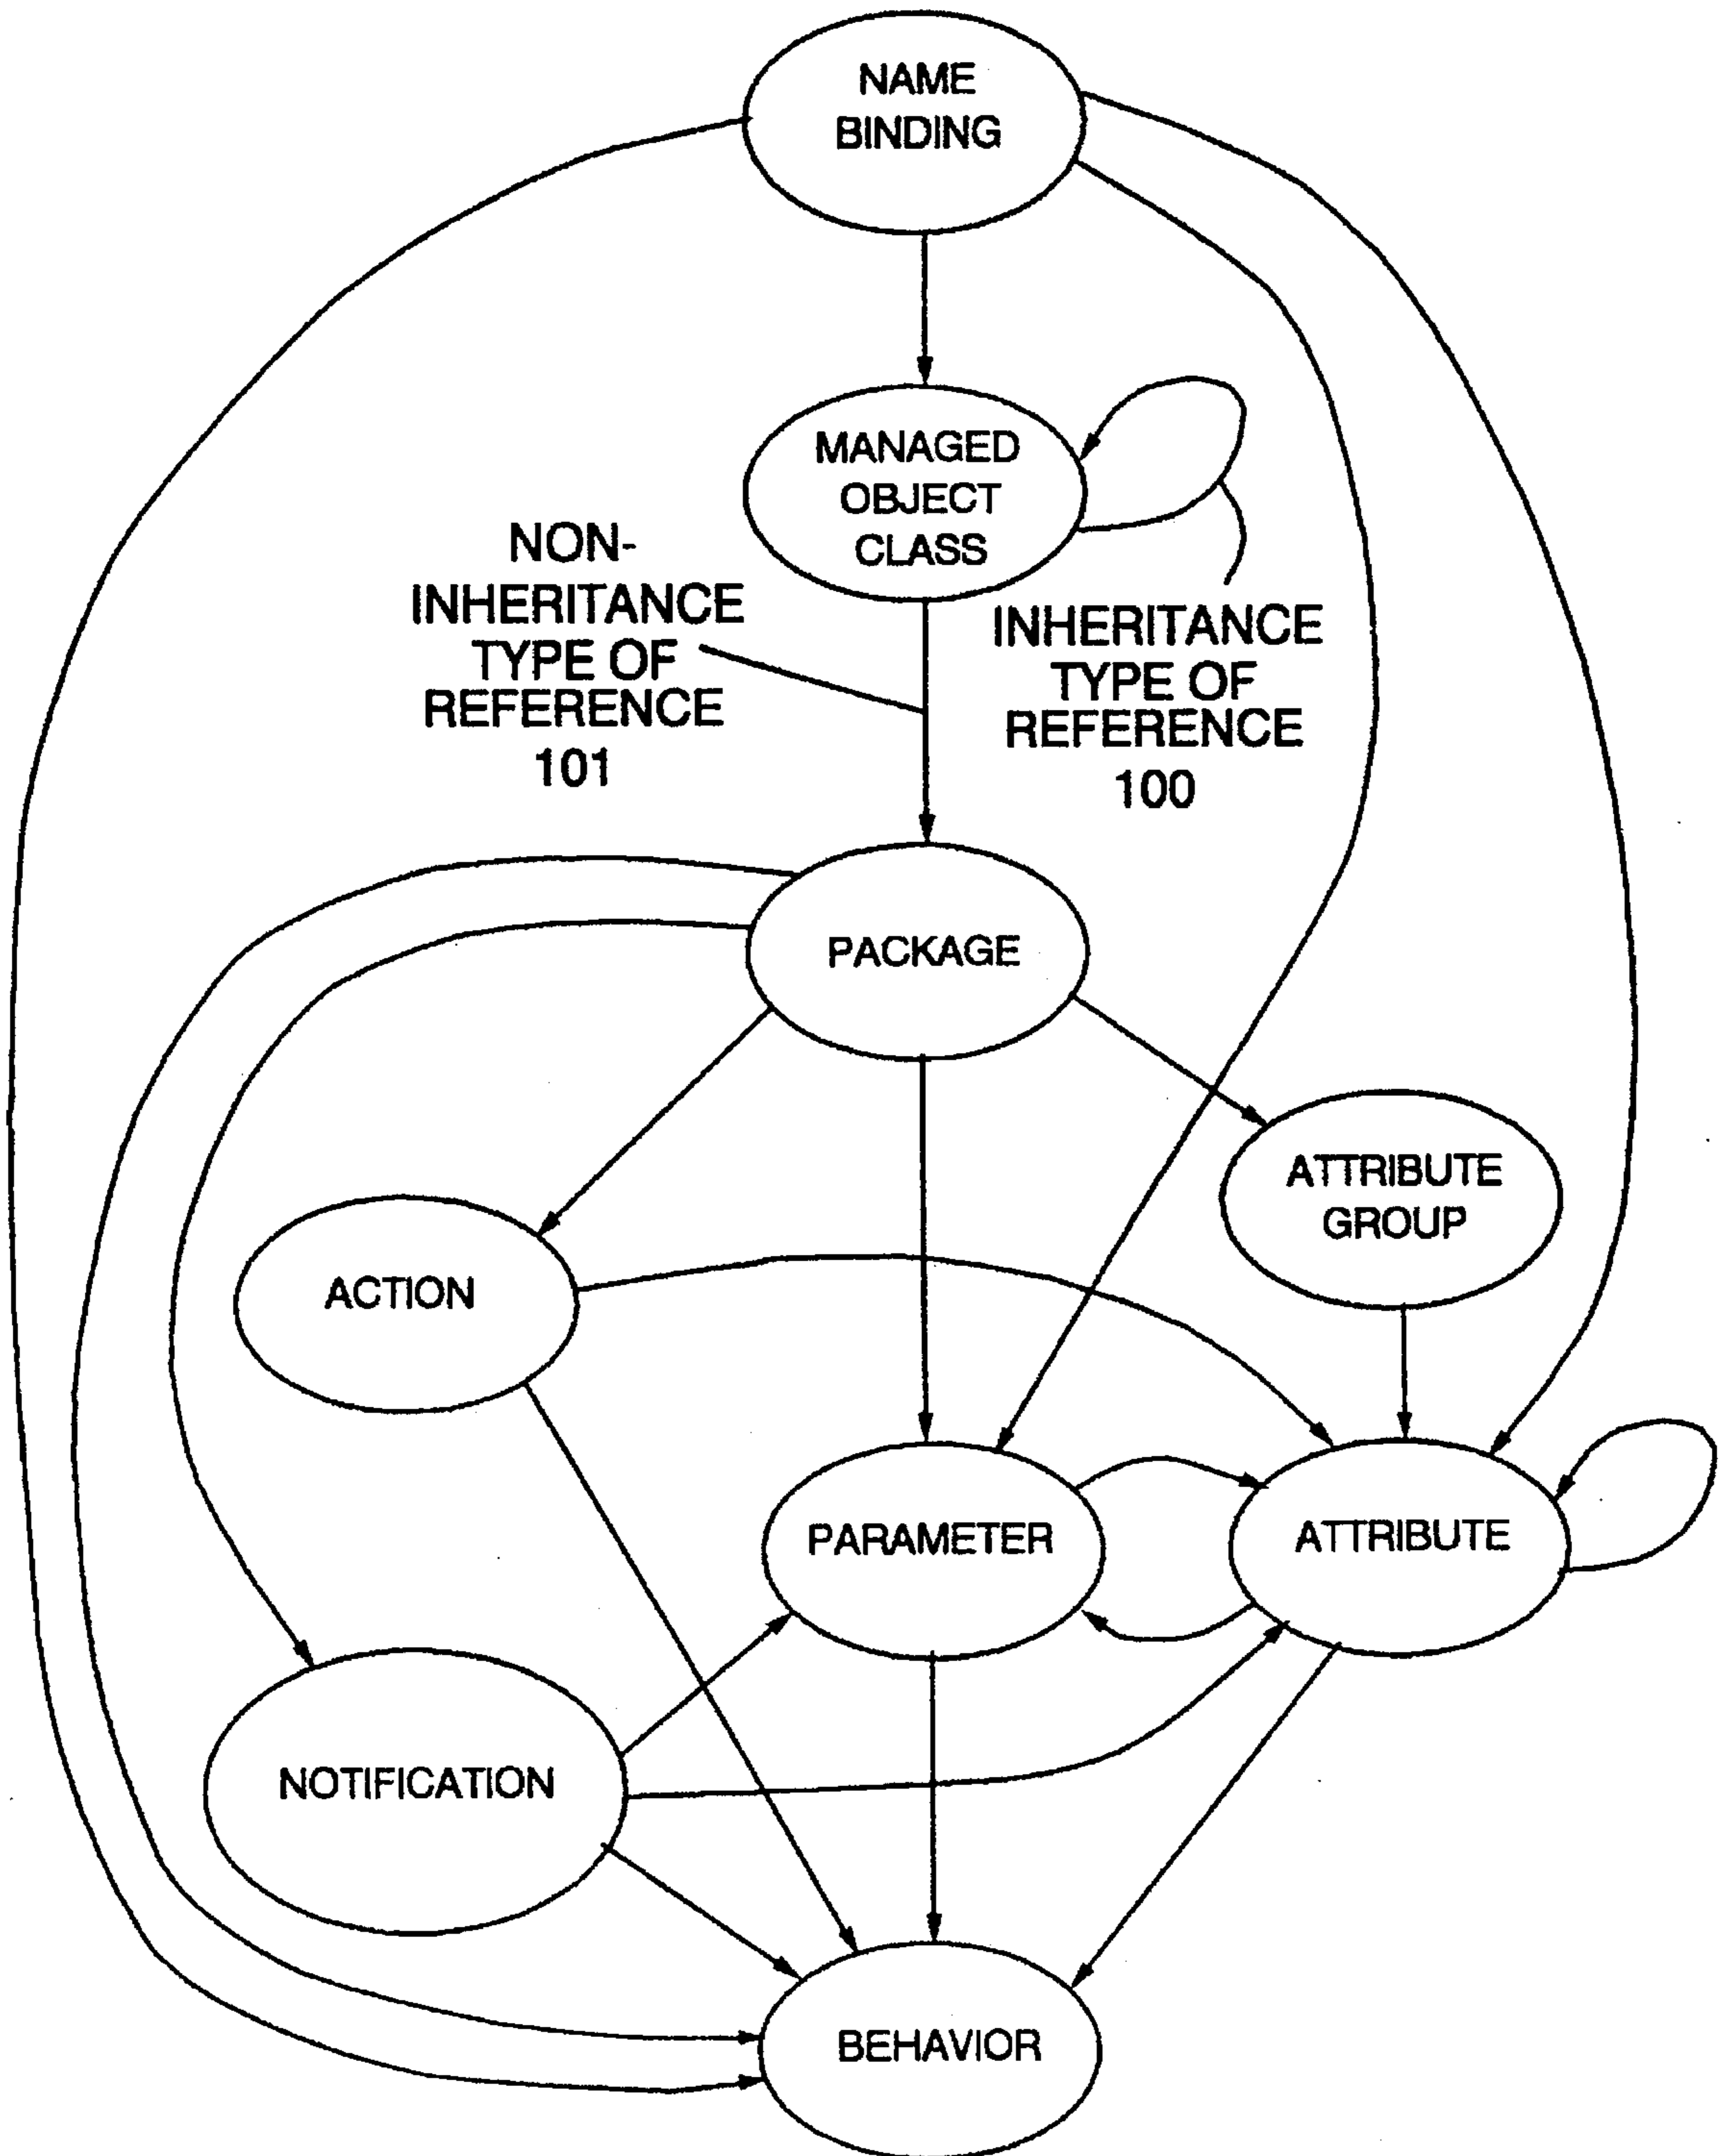 NAME
BINDING
MANAGED
OBJECT
CLASS
NON-
INHERITANCE
TYPE OF
REFERENCE
101
INHERITANCE
TYPE OF
REFERENCE
100
PACKAGE
ATTRIBUTE
GROUP
ACTION
PARAMETER
ATTRIBUTE
NOTIFICATION
BEHAVIOR